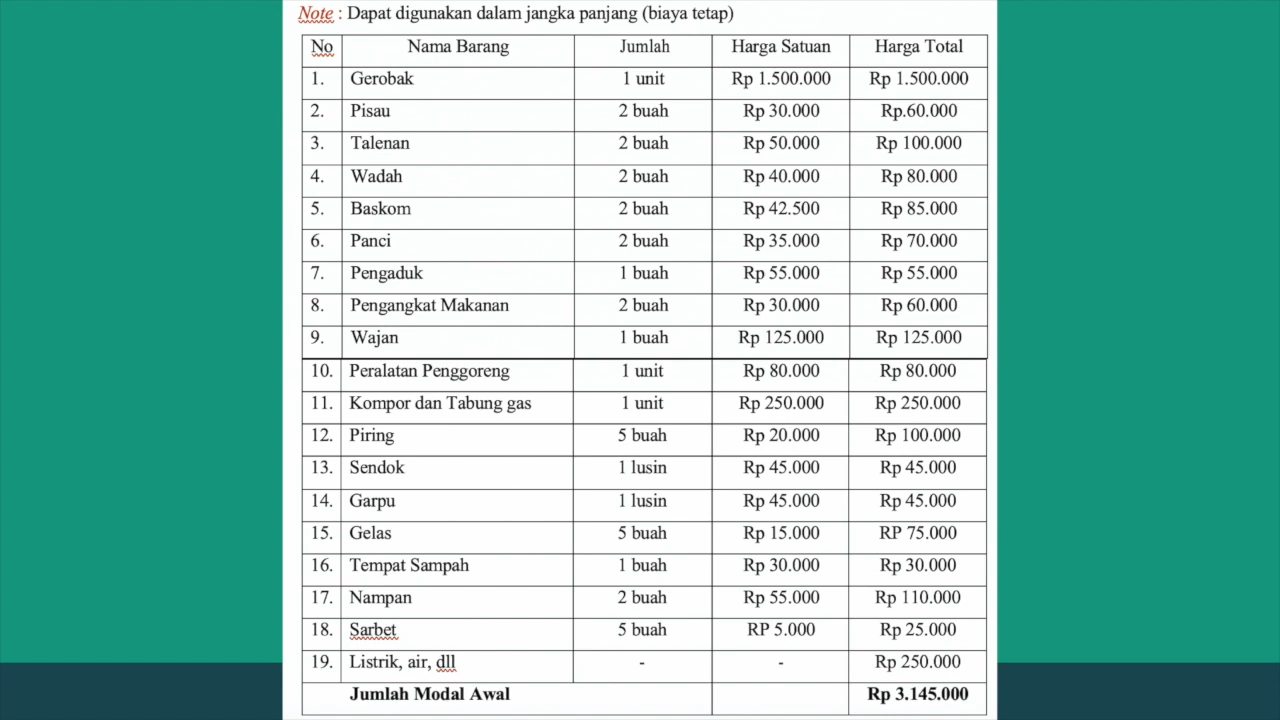 Note : Dapat digunakan dalam jangka panjang (biaya tetap)
No Nama Barang Jumlah Harga Satuan Harga Total
1. Gerobak 1 unit Rp 1.500.000 Rp 1.500.000
2. Pisau 2 buah Rp 30.000 Rp.60.000
3. Talenan 2 buah Rp 50.000 Rp 100.000
4. Wadah 2 buah Rp 40.000 Rp 80.000
5. Baskom 2 buah Rp 42.500 Rp 85.000
6. Panci 2 buah Rp 35.000 Rp 70.000
7. Pengaduk 1 buah Rp 55.000 Rp 55.000
8. Pengangkat Makanan 2 buah Rp 30.000 Rp 60.000
9. Wajan 1 buah Rp 125.000 Rp 125.000
10. Peralatan Penggoreng 1 unit Rp 80.000 Rp 80.000
11. Kompor dan Tabung gas 1 unit Rp 250.000 Rp 250.000
12. Piring 5 buah Rp 20.000 Rp 100.000
13. Sendok 1 lusin Rp 45.000 Rp 45.000
14. Garpu 1 lusin Rp 45.000 Rp 45.000
15. Gelas 5 buah Rp 15.000 RP 75.000
16. Tempat Sampah 1 buah Rp 30.000 Rp 30.000
17. Nampan 2 buah Rp 55.000 Rp 110.000
18. Sarbet 5 buah RP 5.000 Rp 25.000
19. Listrik, air, dll - - Rp 250.000
Jumlah Modal Awal Rp 3.145.000